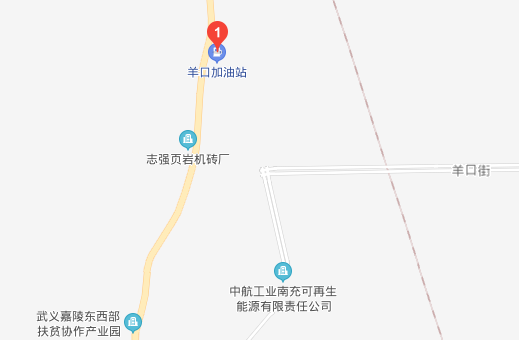 1
羊口加油站
志强页岩机砖厂
羊口街
中航工业南充可再生
能源有限责任公司
武义嘉陵东西部
扶贫协作产业园